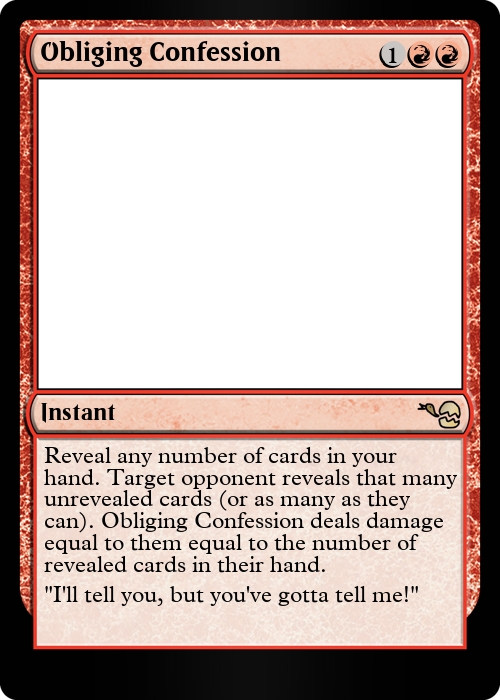 Obliging Confession 1
Instant
Reveal any number of cards in your
hand. Target opponent reveals that many
unrevealed cards (or as many as they
can). Obliging Confession deals damage
equal to them equal to the number of
revealed cards in their hand.
"I'll tell you, but you've gotta tell me!"